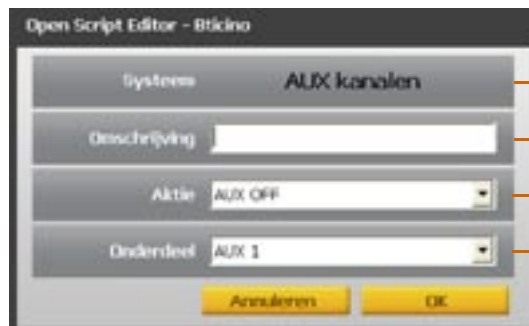 Open Script Editor - Bticino
Systeem AUX kanalen
Omschrijving
Aktie AUX OFF
Onderdeel AUX 1
Annuleren OK